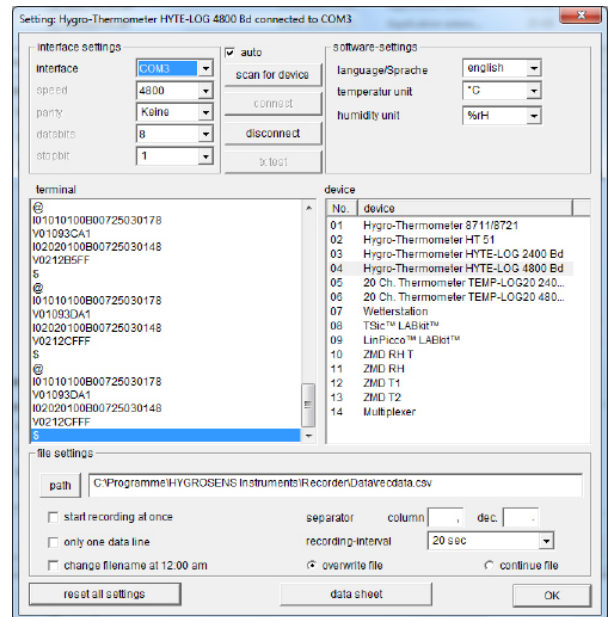 Setting: Hygro-Thermometer HYTE-LOG 4800 Bd connected to COM3
interface settings
interface COM3
speed 4800
parity Keine
databits 8
stopbit 1
auto
scan for device
connect
disconnect
tx test
software-settings
language/Sprache english
temperatur unit °C
humidity unit %rH
terminal
@
I01010100B00725030178
V01093CA1
I02020100B00725030148
V0212B5FF
S
@
I01010100B00725030178
V01093DA1
I02020100B00725030148
V0212CFFF
S
@
I01010100B00725030178
V01093DA1
I02020100B00725030148
V0212CFFF
S
device
No. device
01 Hygro-Thermometer 8711/8721
02 Hygro-Thermometer HT 51
03 Hygro-Thermometer HYTE-LOG 2400 Bd
04 Hygro-Thermometer HYTE-LOG 4800 Bd
05 20 Ch. Thermometer TEMP-LOG20 240...
06 20 Ch. Thermometer TEMP-LOG20 480...
07 Wetterstation
08 TSic™ LABkit™
09 LinPicco™ LABkit™
10 ZMD RH T
11 ZMD RH
12 ZMD T1
13 ZMD T2
14 Multiplexer
file settings
path C:\Programme\HYGROSENS Instruments\Recorder\Data\recdata.csv
start recording at once
only one data line
change filename at 12.00 am
separator column , dec. .
recording-interval 20 sec
overwrite file continue file
reset all settings data sheet OK